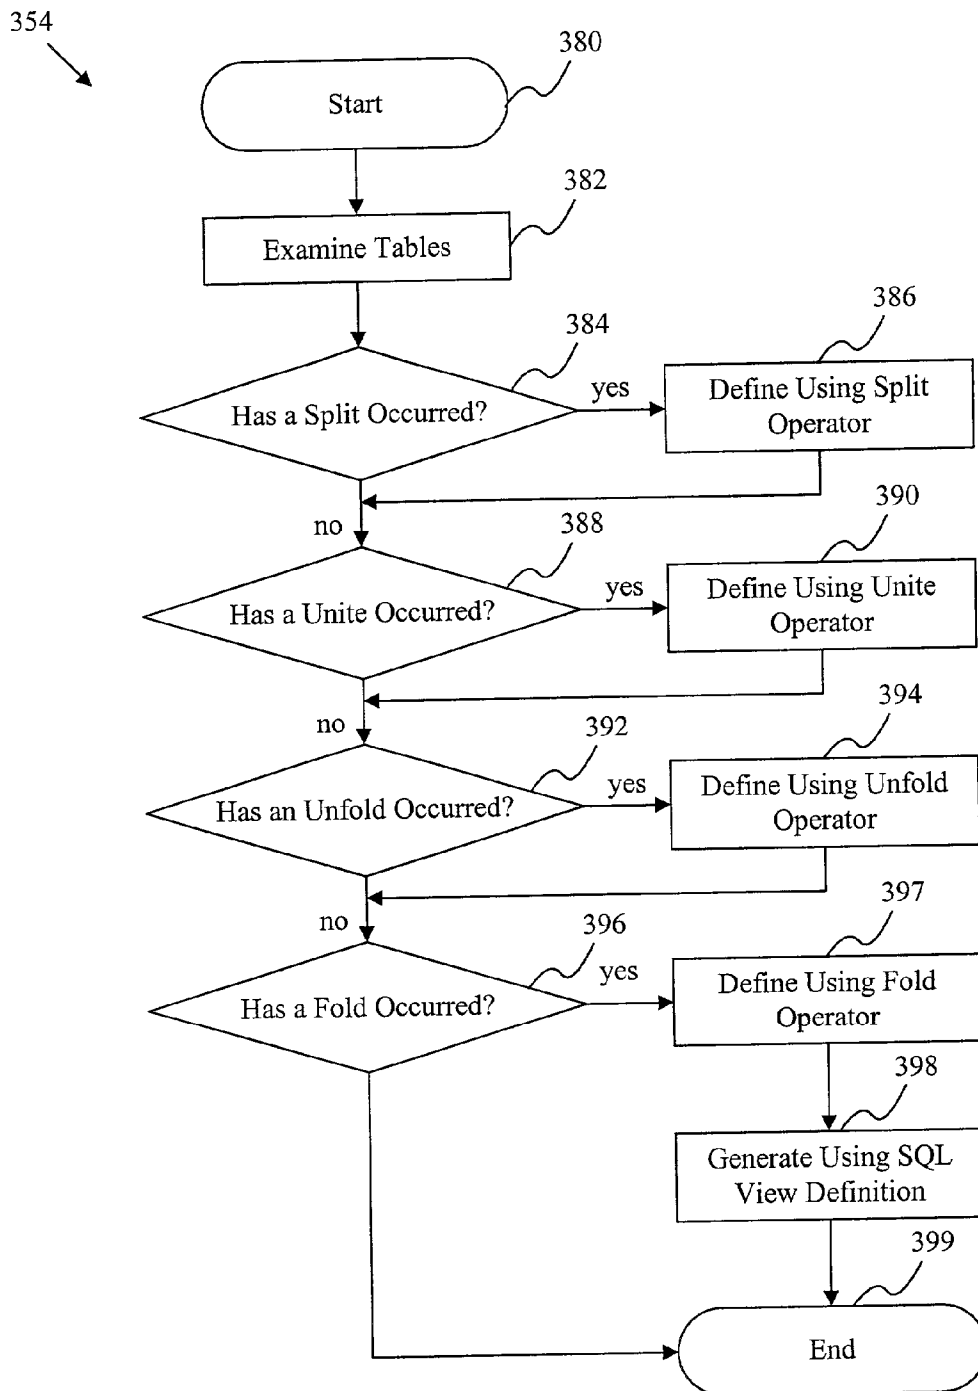 354
380
Start
382
Examine Tables
384
386
Has a Split Occurred?
yes
Define Using Split
Operator
no
388
390
Has a Unite Occurred?
yes
Define Using Unite
Operator
no
392
394
Has an Unfold Occurred?
yes
Define Using Unfold
Operator
no
396
397
Has a Fold Occurred?
yes
Define Using Fold
Operator
398
Generate Using SQL
View Definition
399
End